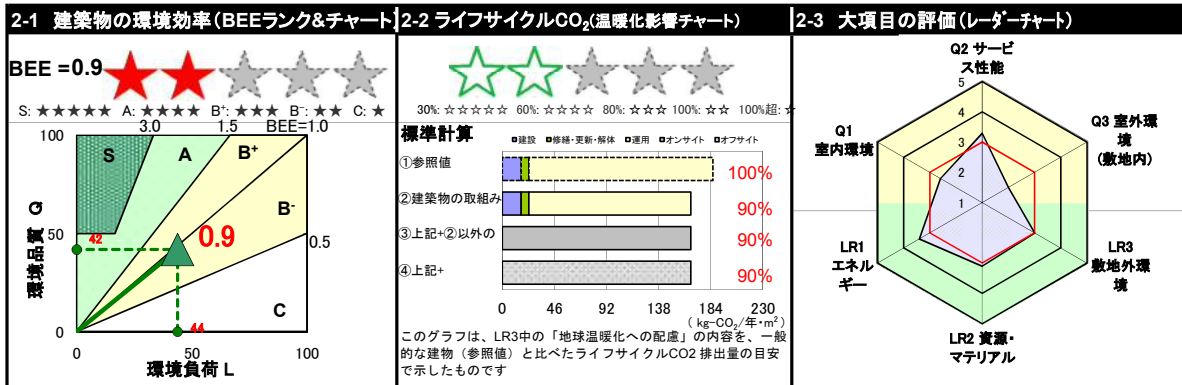 2-1 建築物の環境効率(BEEランク&チャート)
BEE =0.9
S: ★★★★★ A: ★★★★ B⁺: ★★★ B⁻: ★★ C: ★
3.0 1.5 BEE=1.0
100
S
A
B⁺
B⁻
50
42
0.9
0.5
C
環境品質 Q
0
44
0 50 100
環境負荷 L
2-2 ライフサイクルCO₂(温暖化影響チャート)
30%: ☆☆☆☆☆ 60%: ☆☆☆☆ 80%: ☆☆☆ 100%: ☆☆ 100%超: ☆
標準計算
■建設 ■修繕・更新・解体 □運用 ■オンサイト ■オフサイト
①参照値
100%
②建築物の取組み
90%
③上記+②以外の
90%
④上記+
90%
0 46 92 138 184 230
( kg-CO₂/年・m² )
このグラフは、LR3中の「地球温暖化への配慮」の内容を、一般
的な建物(参照値)と比べたライフサイクルCO2 排出量の目安
で示したものです
2-3 大項目の評価(レーダーチャート)
Q2 サービ
ス性能
5
4
3
2
1
Q1
室内環境
Q3 室外環
境
(敷地内)
LR1
エネル
ギー
LR3
敷地外環
境
LR2 資源・
マテリアル